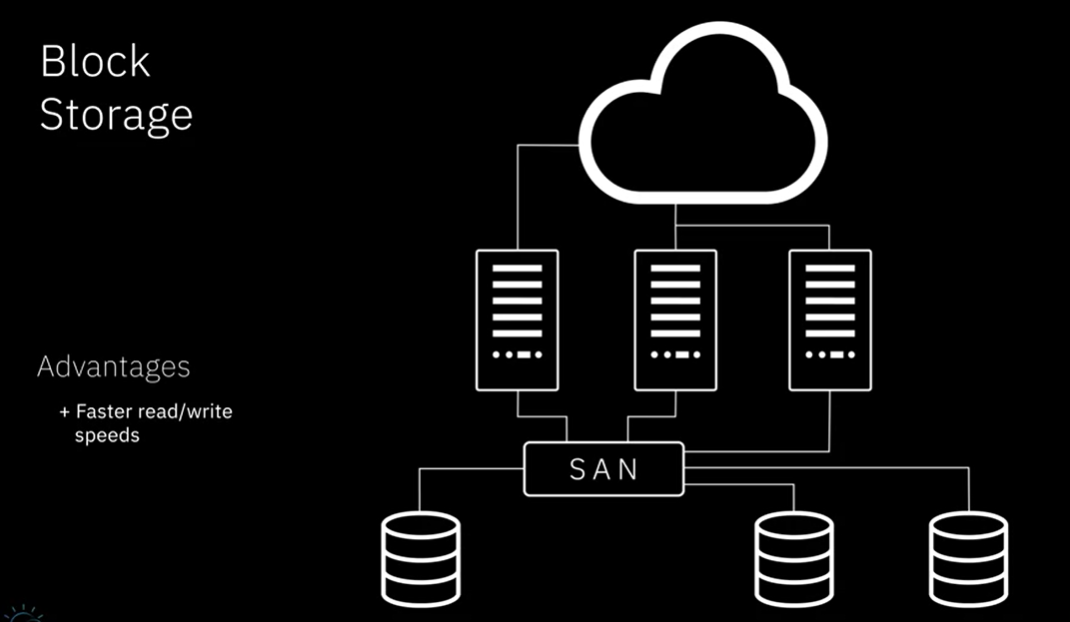 Block
Storage
Advantages
+ Faster read/write
speeds
SAN